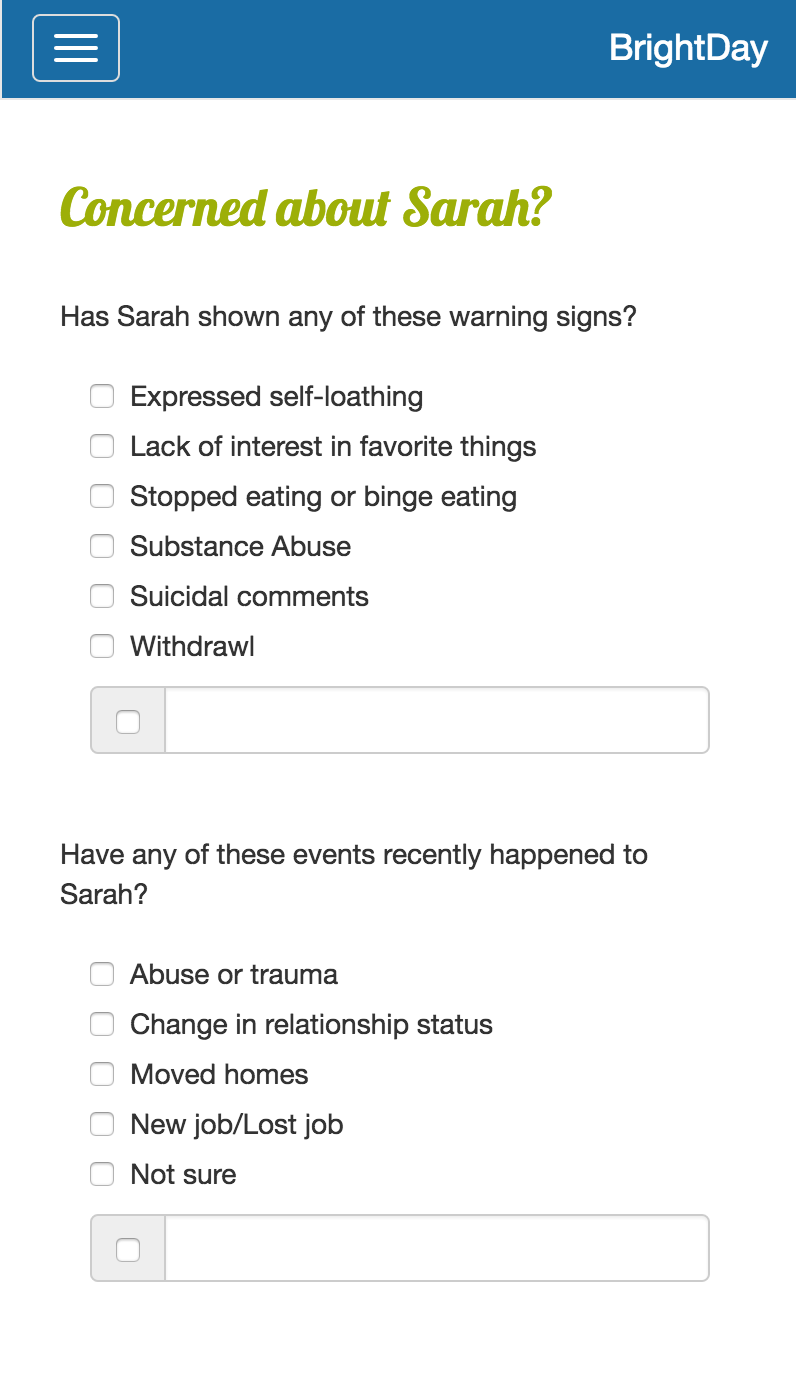 BrightDay
Concerned about Sarah?
Has Sarah shown any of these warning signs?
Expressed self-loathing
Lack of interest in favorite things
Stopped eating or binge eating
Substance Abuse
Suicidal comments
Withdrawl
Have any of these events recently happened to
Sarah?
Abuse or trauma
Change in relationship status
Moved homes
New job/Lost job
Not sure